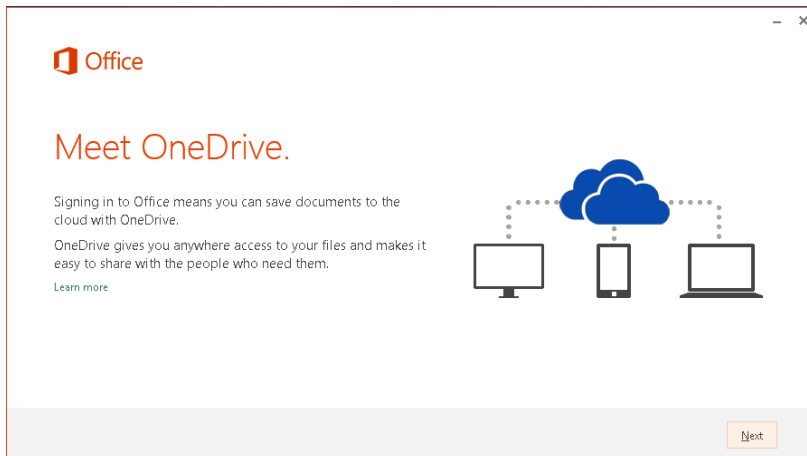 Office
Meet OneDrive.
Signing in to Office means you can save documents to the
cloud with OneDrive.
OneDrive gives you anywhere access to your files and makes it
easy to share with the people who need them.
Learn more
Next